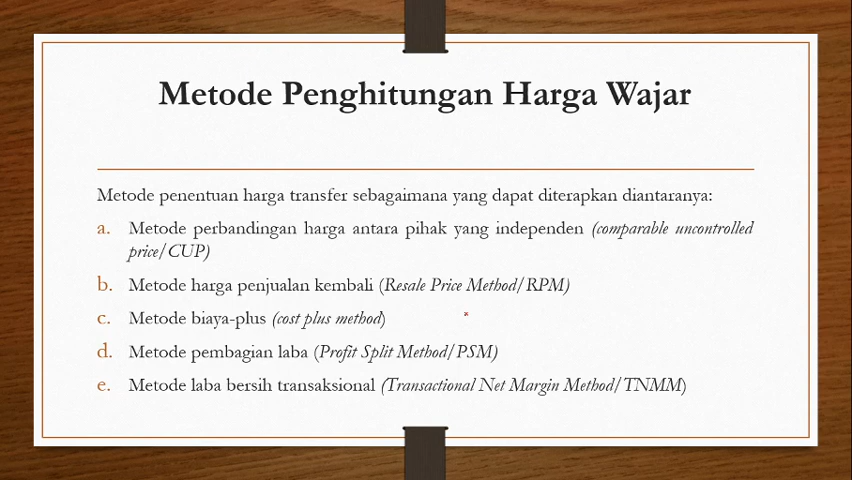 Metode Penghitungan Harga Wajar
Metode penentuan harga transfer sebagaimana yang dapat diterapkan diantaranya:
a. Metode perbandingan harga antara pihak yang independen (comparable uncontrolled
price/CUP)
b. Metode harga penjualan kembali (Resale Price Method/RPM)
c. Metode biaya-plus (cost plus method)
d. Metode pembagian laba (Profit Split Method/PSM)
e. Metode laba bersih transaksional (Transactional Net Margin Method/TNMM)